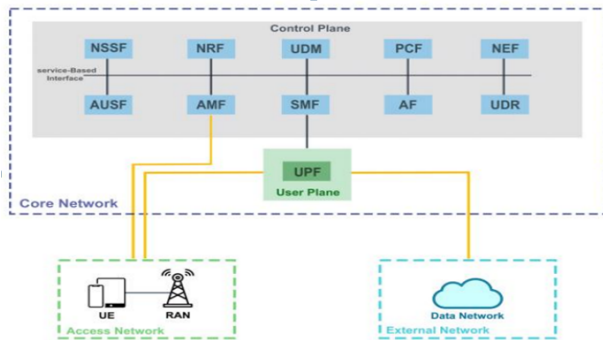 Control Plane
NSSF NRF UDM PCF NEF
service-Based
Interface
AUSF AMF SMF AF UDR
UPF
User Plane
Core Network
UE RAN
Access Network
Data Network
External Network